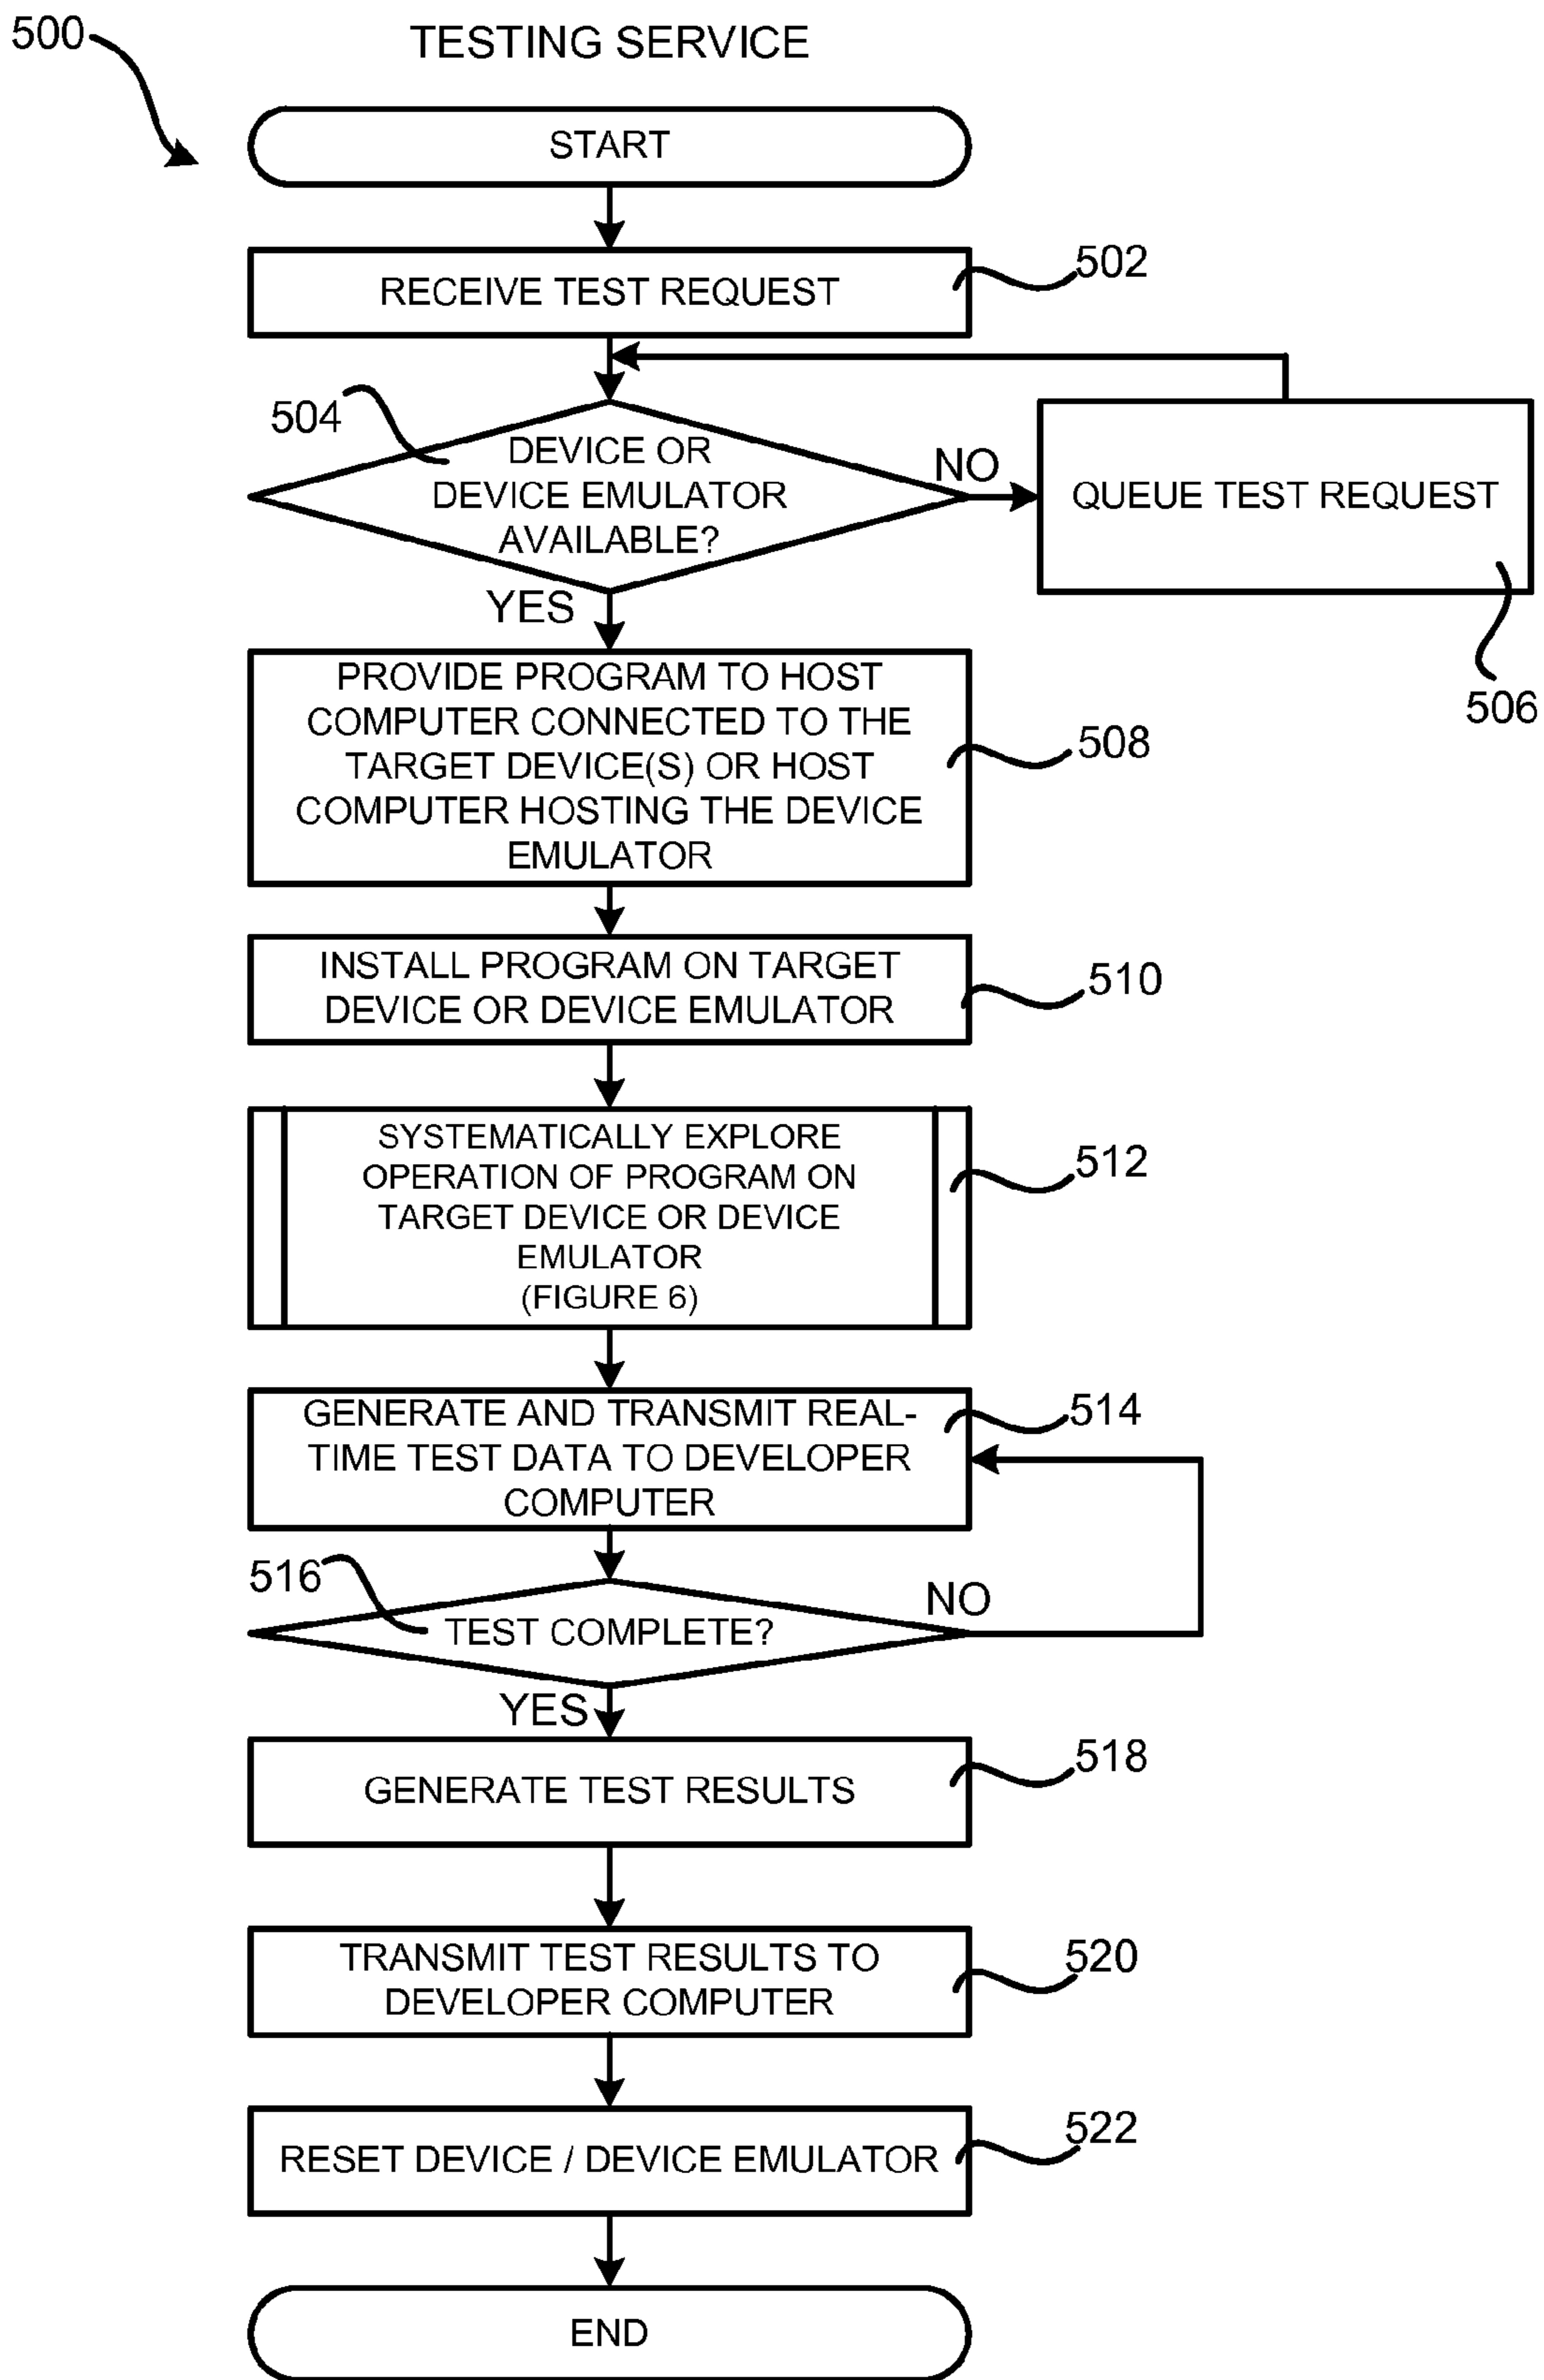 500
TESTING SERVICE
START
RECEIVE TEST REQUEST
502
504
DEVICE OR
DEVICE EMULATOR
AVAILABLE?
NO
QUEUE TEST REQUEST
506
YES
PROVIDE PROGRAM TO HOST
COMPUTER CONNECTED TO THE
TARGET DEVICE(S) OR HOST
COMPUTER HOSTING THE DEVICE
EMULATOR
508
INSTALL PROGRAM ON TARGET
DEVICE OR DEVICE EMULATOR
510
SYSTEMATICALLY EXPLORE
OPERATION OF PROGRAM ON
TARGET DEVICE OR DEVICE
EMULATOR
(FIGURE 6)
512
GENERATE AND TRANSMIT REAL-
TIME TEST DATA TO DEVELOPER
COMPUTER
514
516
TEST COMPLETE?
NO
YES
GENERATE TEST RESULTS
518
TRANSMIT TEST RESULTS TO
DEVELOPER COMPUTER
520
RESET DEVICE / DEVICE EMULATOR
522
END